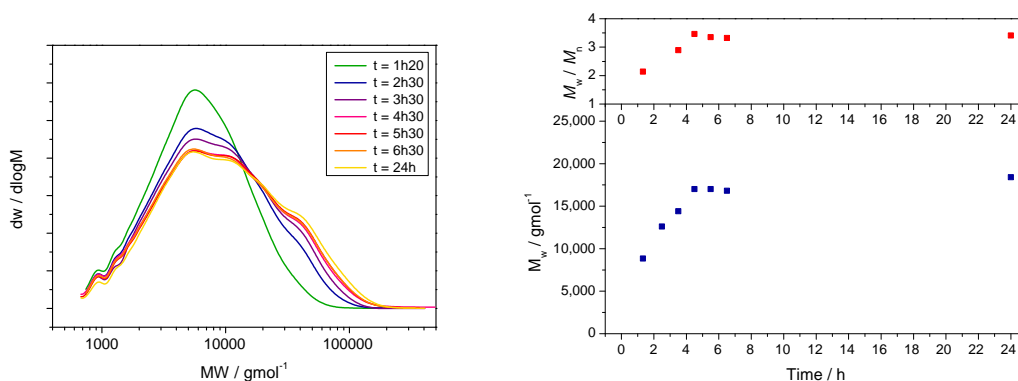 dw / dlogM
t = 1h20
t = 2h30
t = 3h30
t = 4h30
t = 5h30
t = 6h30
t = 24h
1000 10000 100000
MW / gmol⁻¹
M_w / M_n
4
3
2
1
0 2 4 6 8 10 12 14 16 18 20 22 24
M_w / gmol⁻¹
25,000
20,000
15,000
10,000
5,000
0
0 2 4 6 8 10 12 14 16 18 20 22 24
Time / h